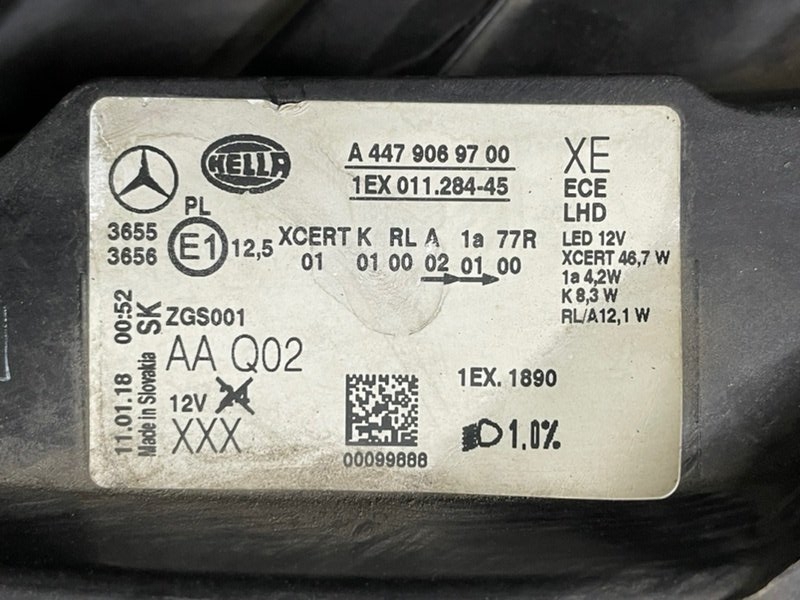 HELLA
A 447 906 97 00
1EX 011.284-45
XE
ECE
LHD
PL
3655
3656
E1
12,5
XCERT K RL A 1a 77R
01 01 00 02 01 00
LED 12V
XCERT 46,7 W
1a 4,2W
K 8,3 W
RL/A12,1 W
11.01.18 00:52
Made in Slovakia
SK
ZGS001
AA Q02
12V 24
XXX
00099888
1EX. 1890
1.0%